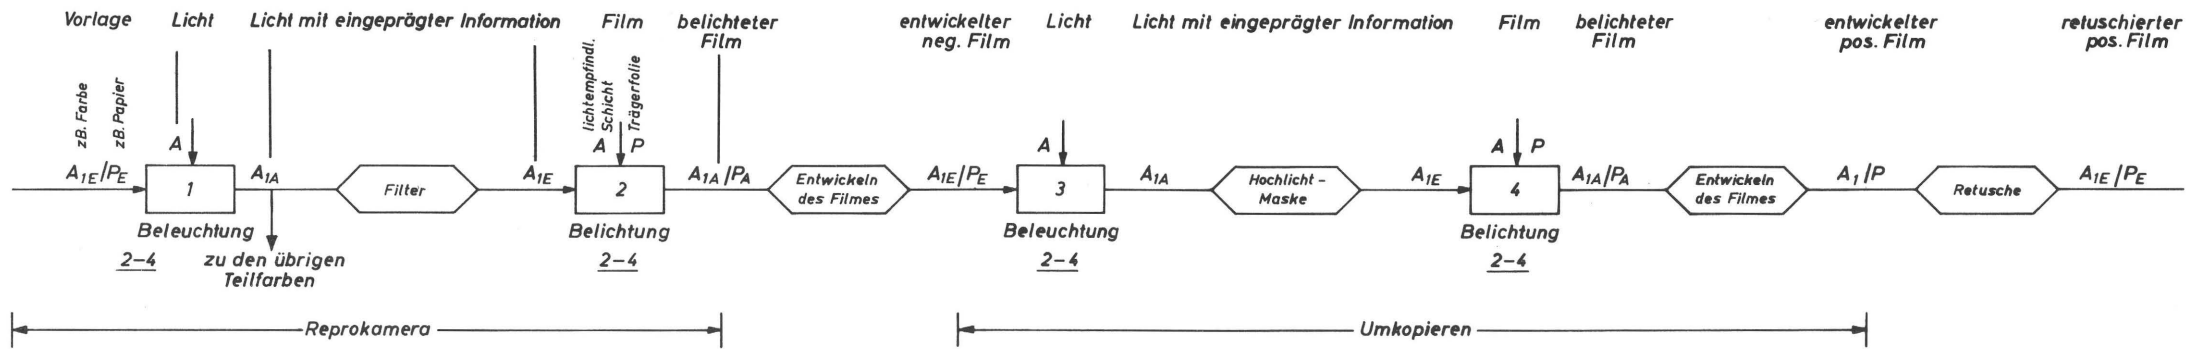 Vorlage Licht Licht mit eingeprägter Information Film belichteter entwickelter Licht Licht mit eingeprägter Information Film belichteter entwickelter retuschierter
Film neg. Film Film pos. Film pos. Film
zB. Farbe
zB. Papier
lichtempfindl.
Schicht
Trägerfolie
A A P A A P
A1E/PE 1 A1A Filter A1E 2 A1A/PA Entwickeln des Filmes A1E/PE 3 A1A Hochlicht-Maske A1E 4 A1A/PA Entwickeln des Filmes A1/P Retusche A1E/PE
Beleuchtung Belichtung Beleuchtung Belichtung
2-4 zu den übrigen 2-4 2-4 2-4
Teilfarben
Reprokamera Umkopieren